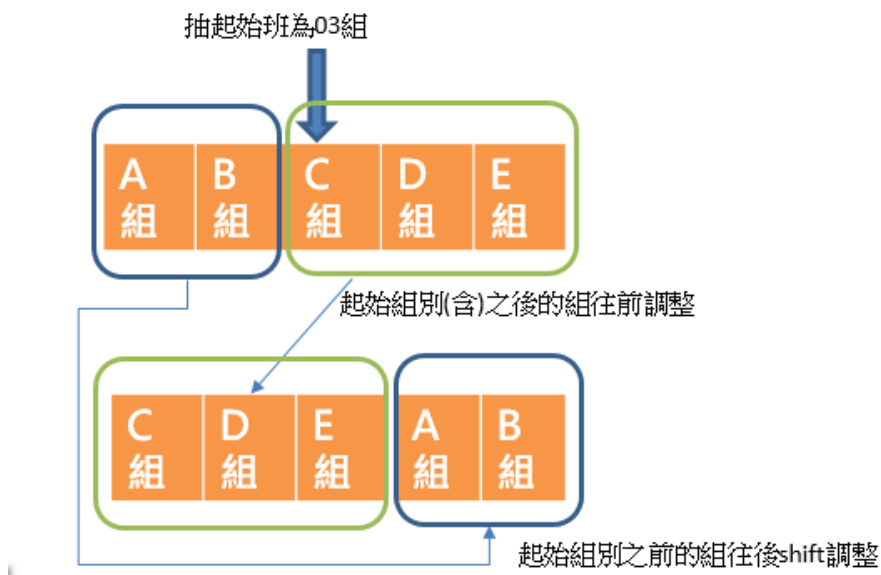 抽起始班為03組
A B C D E
組 組 組 組 組
起始組別(含)之後的組往前調整
C D E A B
組 組 組 組 組
起始組別之前的組往後shift調整